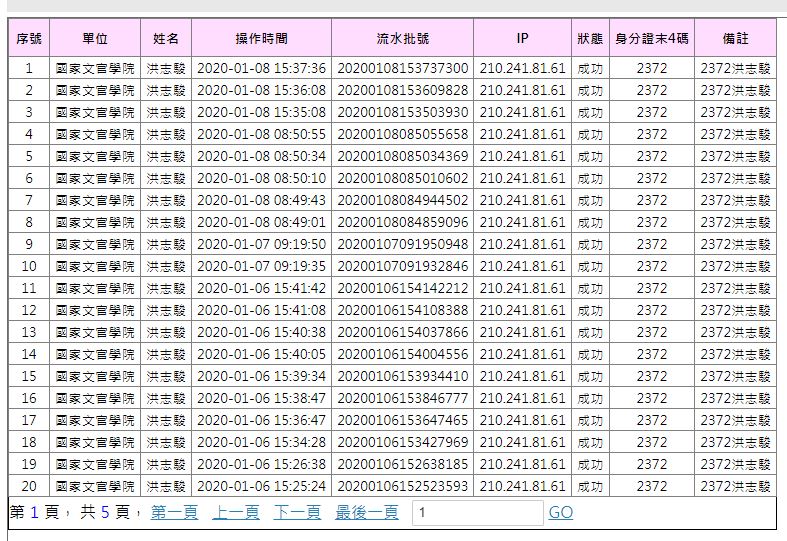 序號 單位 姓名 操作時間 流水批號 IP 狀態 身分證末4碼 備註
1 國家文官學院 洪志駿 2020-01-08 15:37:36 20200108153737300 210.241.81.61 成功 2372 2372洪志駿
2 國家文官學院 洪志駿 2020-01-08 15:36:08 20200108153609828 210.241.81.61 成功 2372 2372洪志駿
3 國家文官學院 洪志駿 2020-01-08 15:35:08 20200108153503930 210.241.81.61 成功 2372 2372洪志駿
4 國家文官學院 洪志駿 2020-01-08 08:50:55 20200108085055658 210.241.81.61 成功 2372 2372洪志駿
5 國家文官學院 洪志駿 2020-01-08 08:50:34 20200108085034369 210.241.81.61 成功 2372 2372洪志駿
6 國家文官學院 洪志駿 2020-01-08 08:50:10 20200108085010602 210.241.81.61 成功 2372 2372洪志駿
7 國家文官學院 洪志駿 2020-01-08 08:49:43 20200108084944502 210.241.81.61 成功 2372 2372洪志駿
8 國家文官學院 洪志駿 2020-01-08 08:49:01 20200108084859096 210.241.81.61 成功 2372 2372洪志駿
9 國家文官學院 洪志駿 2020-01-07 09:19:50 20200107091950948 210.241.81.61 成功 2372 2372洪志駿
10 國家文官學院 洪志駿 2020-01-07 09:19:35 20200107091932846 210.241.81.61 成功 2372 2372洪志駿
11 國家文官學院 洪志駿 2020-01-06 15:41:42 20200106154142212 210.241.81.61 成功 2372 2372洪志駿
12 國家文官學院 洪志駿 2020-01-06 15:41:08 20200106154108388 210.241.81.61 成功 2372 2372洪志駿
13 國家文官學院 洪志駿 2020-01-06 15:40:38 20200106154037866 210.241.81.61 成功 2372 2372洪志駿
14 國家文官學院 洪志駿 2020-01-06 15:40:05 20200106154004556 210.241.81.61 成功 2372 2372洪志駿
15 國家文官學院 洪志駿 2020-01-06 15:39:34 20200106153934410 210.241.81.61 成功 2372 2372洪志駿
16 國家文官學院 洪志駿 2020-01-06 15:38:47 20200106153846777 210.241.81.61 成功 2372 2372洪志駿
17 國家文官學院 洪志駿 2020-01-06 15:36:47 20200106153647465 210.241.81.61 成功 2372 2372洪志駿
18 國家文官學院 洪志駿 2020-01-06 15:34:28 20200106153427969 210.241.81.61 成功 2372 2372洪志駿
19 國家文官學院 洪志駿 2020-01-06 15:26:38 20200106152638185 210.241.81.61 成功 2372 2372洪志駿
20 國家文官學院 洪志駿 2020-01-06 15:25:24 20200106152523593 210.241.81.61 成功 2372 2372洪志駿
第 1 頁， 共 5 頁， 第一頁 上一頁 下一頁 最後一頁 1 GO